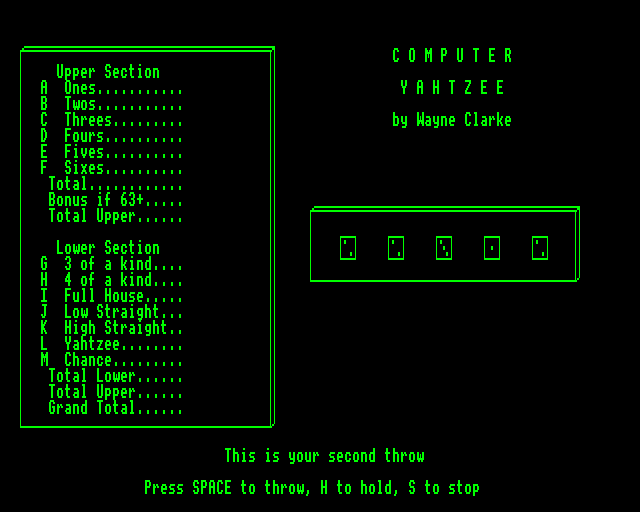 Upper Section
A Ones...........
B Twos...........
C Threes.........
D Fours..........
E Fives..........
F Sixes..........
Total............
Bonus if 63+.....
Total Upper......
Lower Section
G 3 of a kind....
H 4 of a kind....
I Full House.....
J Low Straight...
K High Straight..
L Yahtzee........
M Chance.........
Total Lower......
Total Upper......
Grand Total......
C O M P U T E R
Y A H T Z E E
by Wayne Clarke
This is your second throw
Press SPACE to throw, H to hold, S to stop